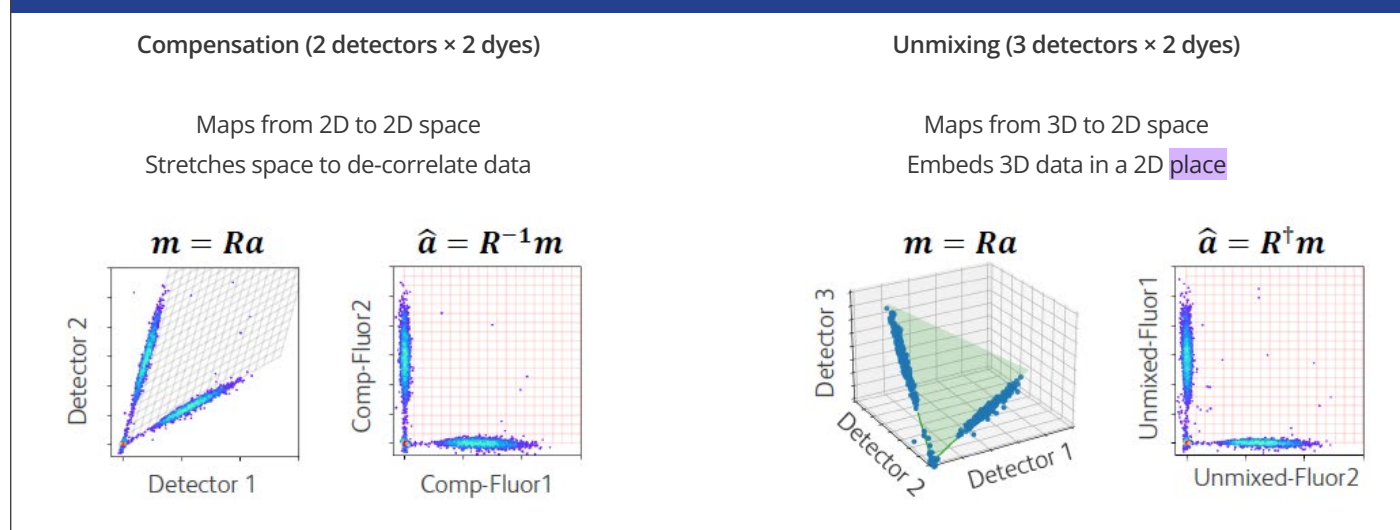 Compensation (2 detectors × 2 dyes)
Maps from 2D to 2D space
Stretches space to de-correlate data
m = Ra
â = R⁻¹m
Detector 2
Detector 1
Comp-Fluor2
Comp-Fluor1
Unmixing (3 detectors × 2 dyes)
Maps from 3D to 2D space
Embeds 3D data in a 2D place
m = Ra
â = R†m
Detector 3
Detector 2
Detector 1
Unmixed-Fluor1
Unmixed-Fluor2